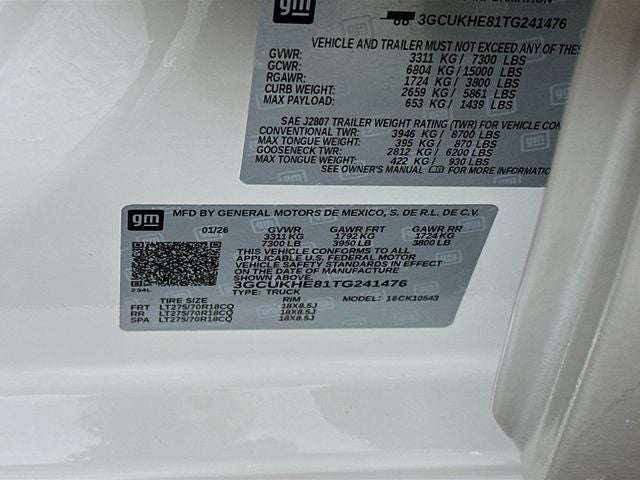 gm 3GCUKHE81TG241476
VEHICLE AND TRAILER MUST NOT EXCEED ANY OF THES
GVWR: 3311 KG / 7300 LBS
GCWR: 6804 KG / 15000 LBS
RGAWR: 1724 KG / 3800 LBS
CURB WEIGHT: 2659 KG / 5861 LBS
MAX PAYLOAD: 653 KG / 1439 LBS
SAE J2807 TRAILER WEIGHT RATING (TWR) FOR VEHICLE CON
CONVENTIONAL TWR: 3946 KG / 8700 LBS
MAX TONGUE WEIGHT: 395 KG / 870 LBS
GOOSENECK TWR: 2812 KG / 6200 LBS
MAX TONGUE WEIGHT: 422 KG / 930 LBS
SEE OWNER'S MANUAL FOR MORE INFORMATIO
gm MFD BY GENERAL MOTORS DE MEXICO, S. DE R.L. DE C.V.
01/26 GVWR GAWR FRT GAWR RR
3311 KG 1792 KG 1724 KG
7300 LB 3950 LB 3800 LB
THIS VEHICLE CONFORMS TO ALL
APPLICABLE U.S. FEDERAL MOTOR
VEHICLE SAFETY STANDARDS IN EFFECT
ON THE DATE OF MANUFACTURE
SHOWN ABOVE.
3GCUKHE81TG241476
234L TYPE: TRUCK
TIRE SIZE RIM MODEL: 16CK10543
FRT LT275/70R18CQ 18X8.5J
RR LT275/70R18CQ 18X8.5J
SPA LT275/70R18CQ 18X8.5J